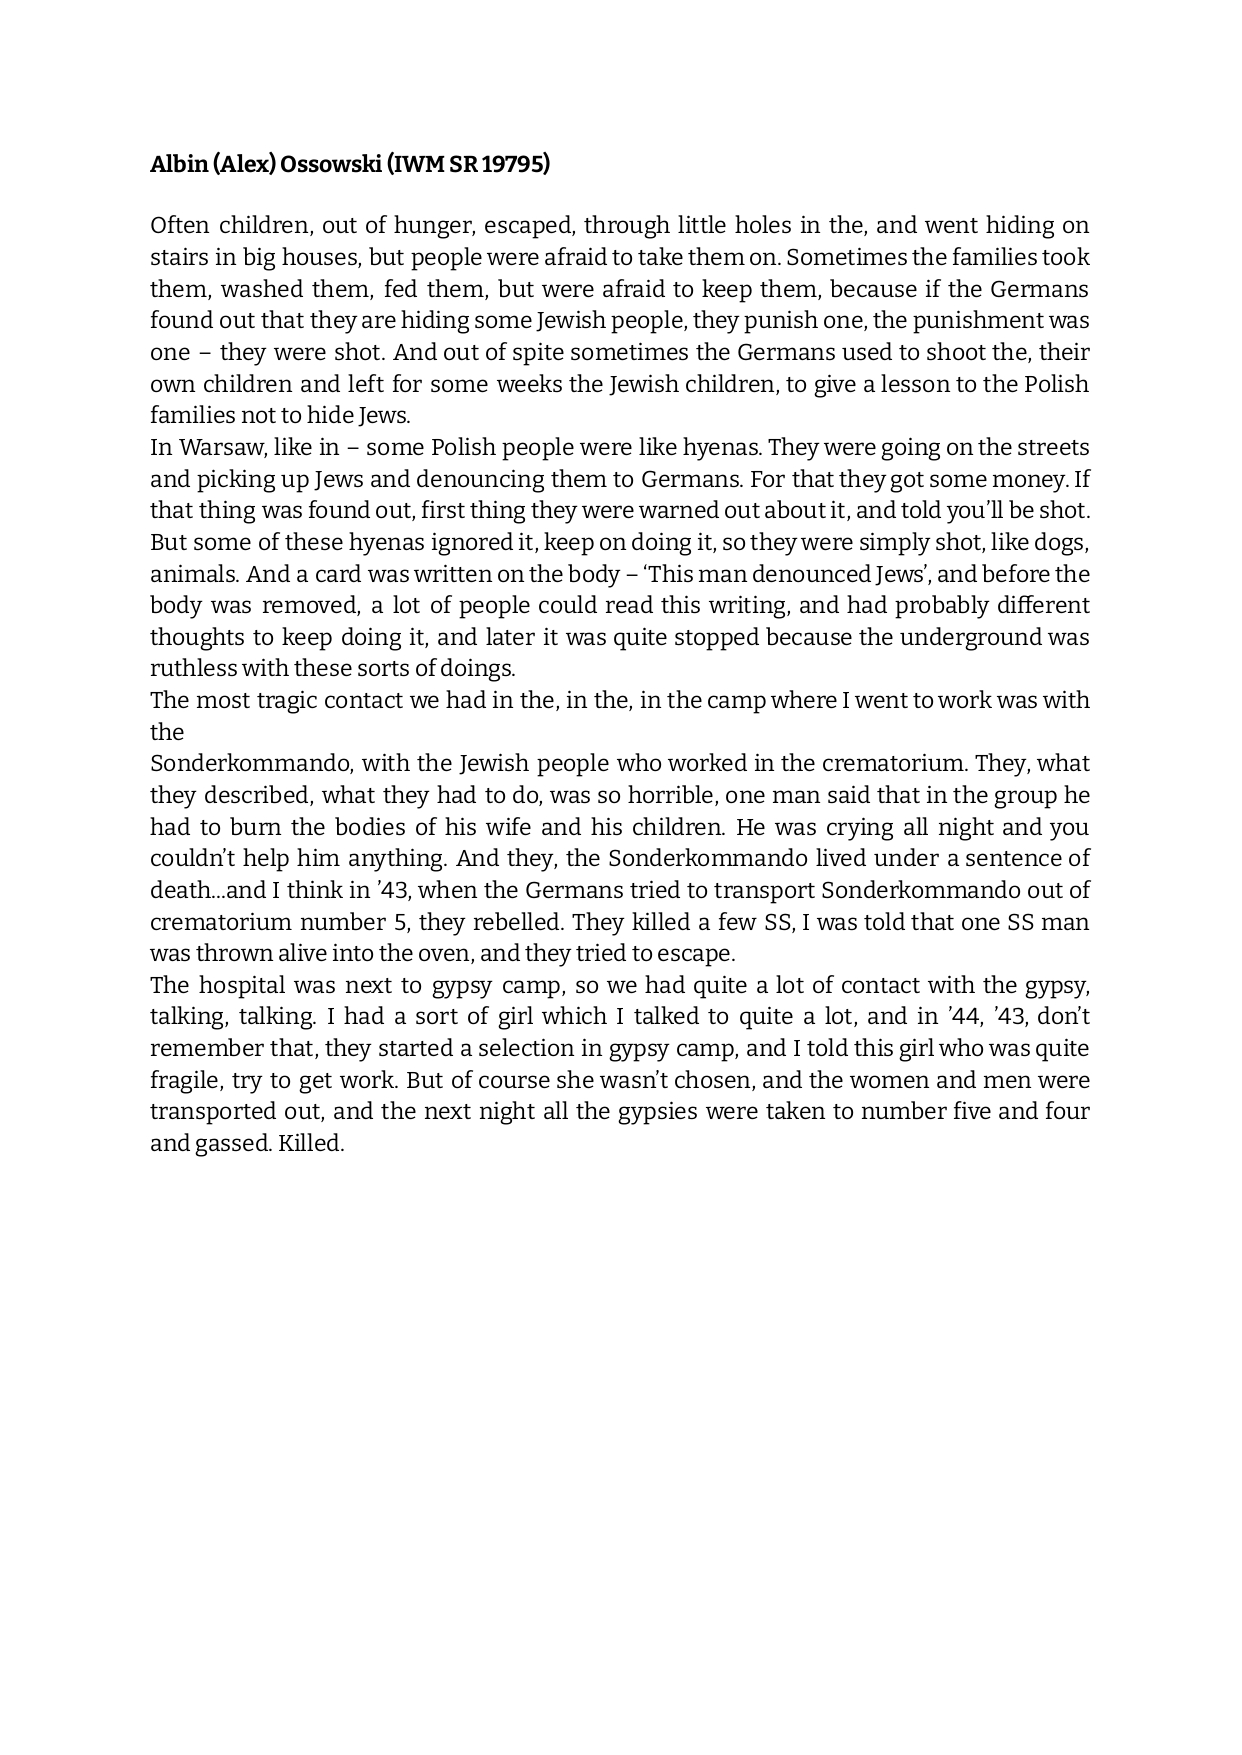 Albin (Alex) Ossowski (IWM SR 19795)
Often children, out of hunger, escaped, through little holes in the, and went hiding on
stairs in big houses, but people were afraid to take them on. Sometimes the families took
them, washed them, fed them, but were afraid to keep them, because if the Germans
found out that they are hiding some Jewish people, they punish one, the punishment was
one – they were shot. And out of spite sometimes the Germans used to shoot the, their
own children and left for some weeks the Jewish children, to give a lesson to the Polish
families not to hide Jews.
In Warsaw, like in – some Polish people were like hyenas. They were going on the streets
and picking up Jews and denouncing them to Germans. For that they got some money. If
that thing was found out, first thing they were warned out about it, and told you’ll be shot.
But some of these hyenas ignored it, keep on doing it, so they were simply shot, like dogs,
animals. And a card was written on the body – ‘This man denounced Jews’, and before the
body was removed, a lot of people could read this writing, and had probably different
thoughts to keep doing it, and later it was quite stopped because the underground was
ruthless with these sorts of doings.
The most tragic contact we had in the, in the, in the camp where I went to work was with
the
Sonderkommando, with the Jewish people who worked in the crematorium. They, what
they described, what they had to do, was so horrible, one man said that in the group he
had to burn the bodies of his wife and his children. He was crying all night and you
couldn’t help him anything. And they, the Sonderkommando lived under a sentence of
death...and I think in ’43, when the Germans tried to transport Sonderkommando out of
crematorium number 5, they rebelled. They killed a few SS, I was told that one SS man
was thrown alive into the oven, and they tried to escape.
The hospital was next to gypsy camp, so we had quite a lot of contact with the gypsy,
talking, talking. I had a sort of girl which I talked to quite a lot, and in ’44, ’43, don’t
remember that, they started a selection in gypsy camp, and I told this girl who was quite
fragile, try to get work. But of course she wasn’t chosen, and the women and men were
transported out, and the next night all the gypsies were taken to number five and four
and gassed. Killed.